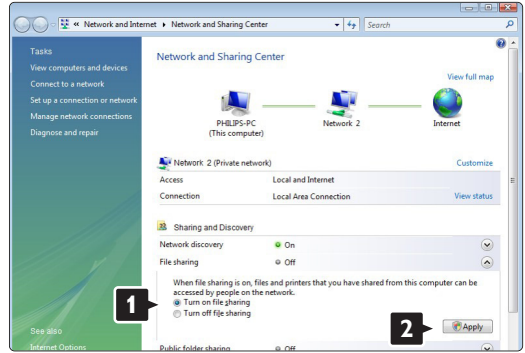 « Network and Internet ▸ Network and Sharing Center
Search
Tasks
View computers and devices
Connect to a network
Set up a connection or network
Manage network connections
Diagnose and repair
See also
Internet Options
Network and Sharing Center
View full map
PHILIPS-PC
(This computer)
Network 2
Internet
Network 2 (Private network)
Customize
Access
Local and Internet
Connection
Local Area Connection
View status
Sharing and Discovery
Network discovery
On
File sharing
Off
When file sharing is on, files and printers that you have shared from this computer can be
accessed by people on the network.
1
Turn on file sharing
Turn off file sharing
2
Apply
Public folder sharing
Off